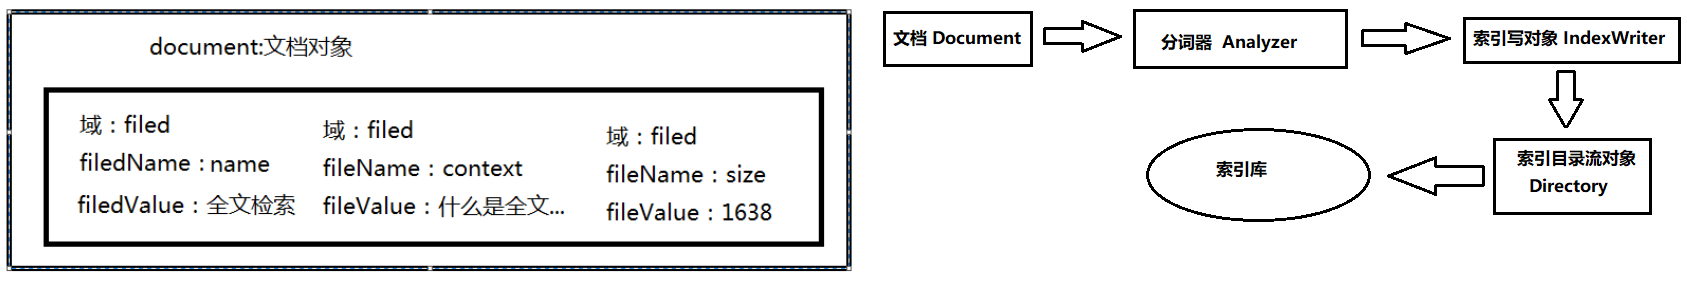 document:文档对象
域：filed
filedName：name
filedValue：全文检索
域：filed
fileName：context
fileValue：什么是全文...
域：filed
fileName：size
fileValue：1638
文档 Document
分词器 Analyzer
索引写对象 IndexWriter
索引目录流对象
Directory
索引库